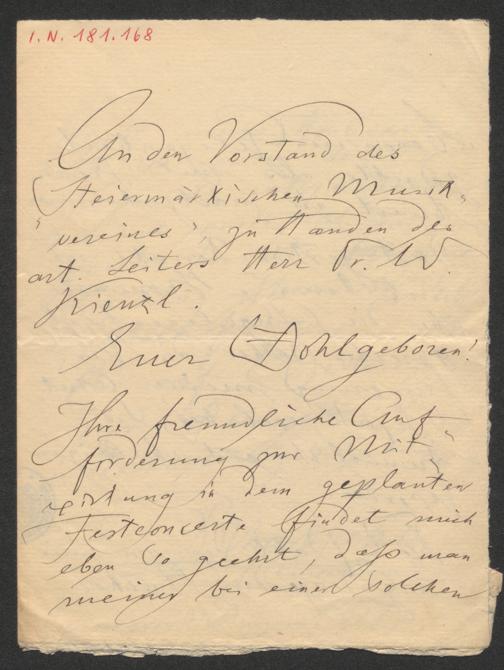 I. N. 181.168
An den Vorstand des
Steiermärkischen Musik-
vereines" zu Handen des
art. Leiters Herr Dr. W.
Kienzl.
Euer Wohlgeboren!
Ihre freundliche Auf-
forderung zur Mit-
wirkung in dem geplanten
Festconcerte findet mich
eben so geehrt, daß man
meiner bei einer solchen